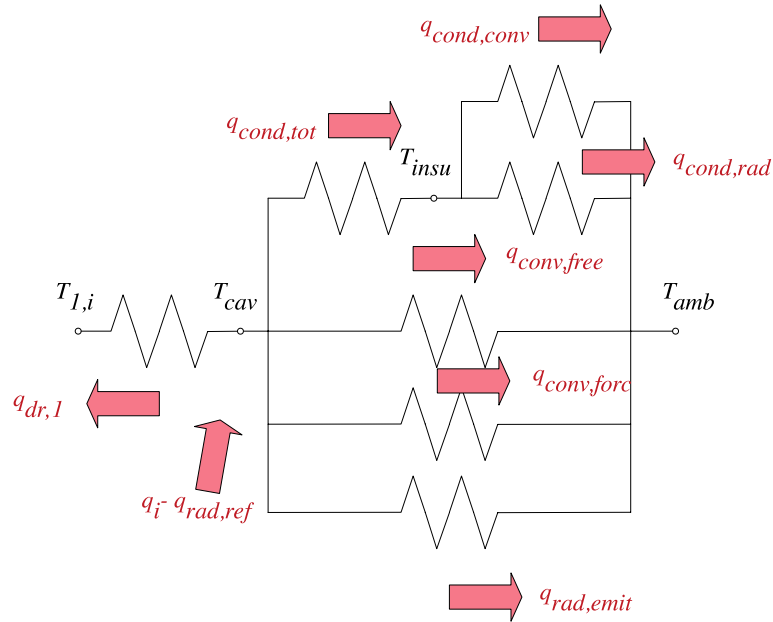 q_cond,conv
q_cond,tot
T_insu
q_cond,rad
q_conv,free
T_1,i
T_cav
T_amb
q_conv,forc
q_dr,1
q_i- q_rad,ref
q_rad,emit